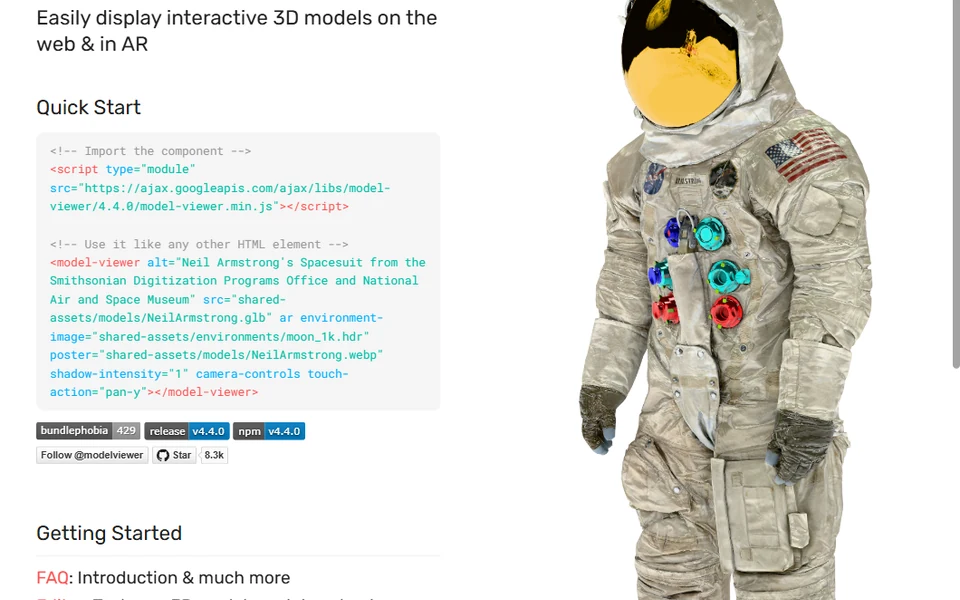 Easily display interactive 3D models on the
web & in AR
Quick Start
<!-- Import the component -->
<script type="module"
src="https://ajax.googleapis.com/ajax/libs/model-
viewer/4.4.0/model-viewer.min.js"></script>
<!-- Use it like any other HTML element -->
<model-viewer alt="Neil Armstrong's Spacesuit from the
Smithsonian Digitization Programs Office and National
Air and Space Museum" src="shared-
assets/models/NeilArmstrong.glb" ar environment-
image="shared-assets/environments/moon_1k.hdr"
poster="shared-assets/models/NeilArmstrong.webp"
shadow-intensity="1" camera-controls touch-
action="pan-y"></model-viewer>
bundlephobia 429 release v4.4.0 npm v4.4.0
Follow @modelviewer Star 8.3k
Getting Started
FAQ: Introduction & much more